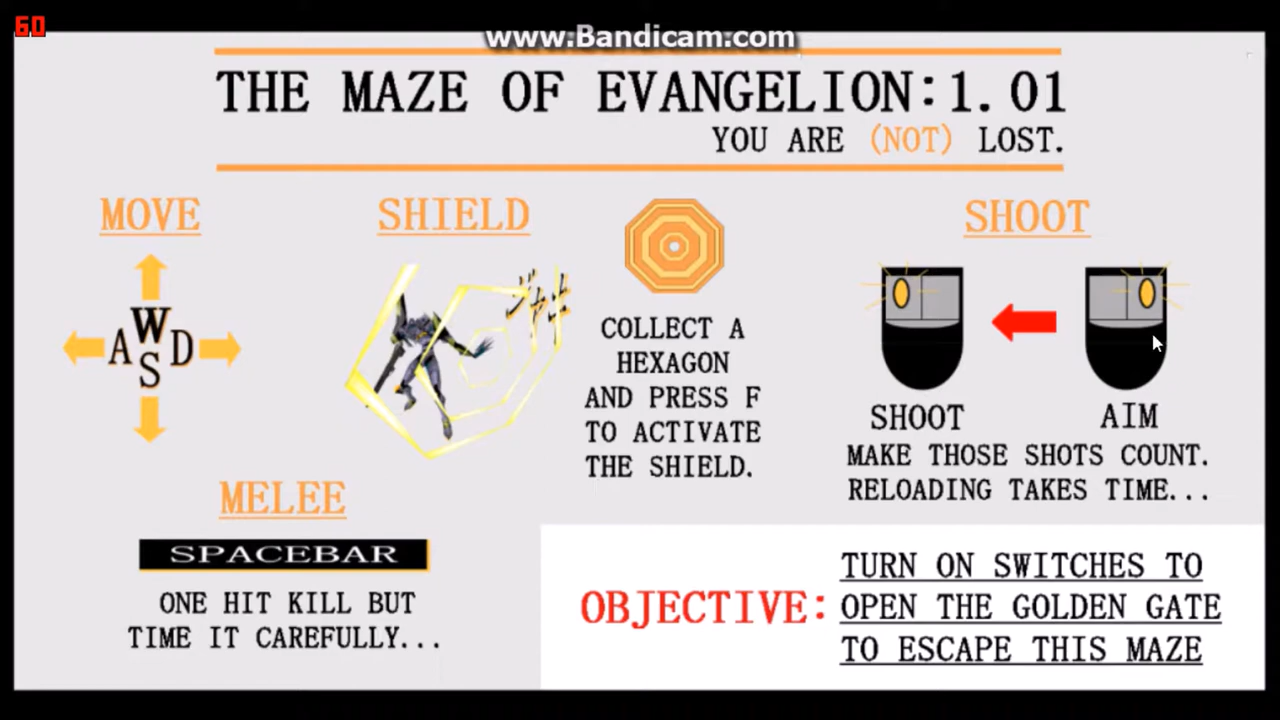 60
www.Bandicam.com
THE MAZE OF EVANGELION:1.01
YOU ARE (NOT) LOST.
MOVE
W
A D
S
SHIELD
COLLECT A
HEXAGON
AND PRESS F
TO ACTIVATE
THE SHIELD.
SHOOT
SHOOT
AIM
MAKE THOSE SHOTS COUNT.
RELOADING TAKES TIME...
MELEE
SPACEBAR
ONE HIT KILL BUT
TIME IT CAREFULLY...
OBJECTIVE:
TURN ON SWITCHES TO
OPEN THE GOLDEN GATE
TO ESCAPE THIS MAZE